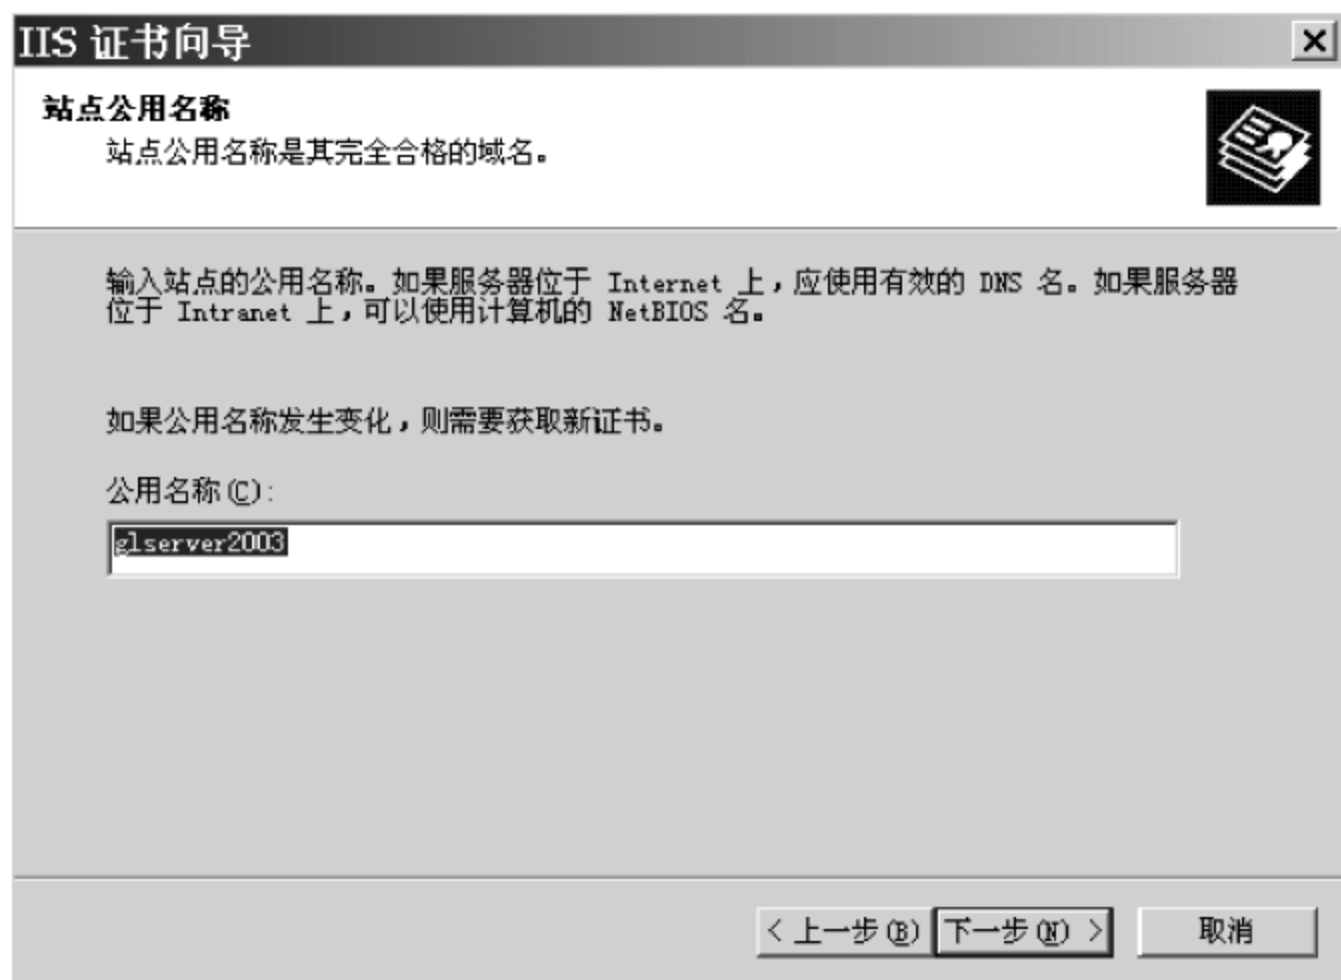 IIS 证书向导
站点公用名称
站点公用名称是其完全合格的域名。
输入站点的公用名称。如果服务器位于 Internet 上，应使用有效的 DNS 名。如果服务器
位于 Intranet 上，可以使用计算机的 NetBIOS 名。
如果公用名称发生变化，则需要获取新证书。
公用名称(C):
glserver2003
< 上一步(B) 下一步(N) > 取消